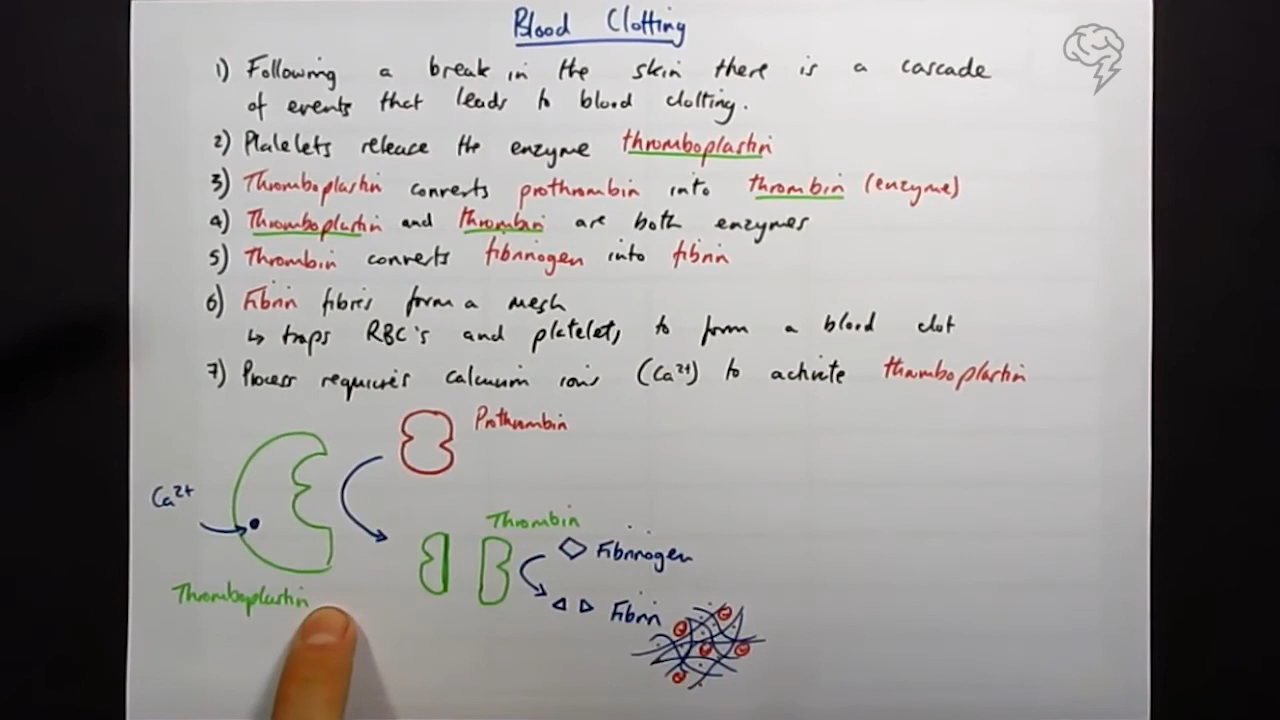 Blood Clotting
1) Following a break in the skin there is a cascade
of events that leads to blood clotting.
2) Platelets release the enzyme thromboplastin
3) Thromboplastin converts prothrombin into thrombin (enzyme)
4) Thromboplastin and thrombin are both enzymes
5) Thrombin converts fibrinogen into fibrin
6) Fibrin fibres form a mesh
↳ traps RBC's and platelets to form a blood clot
7) Process requires calcium ions (Ca²⁺) to activate thromboplastin
Prothrombin
Ca²⁺
Thrombin
Fibrinogen
Thromboplastin
Fibrin